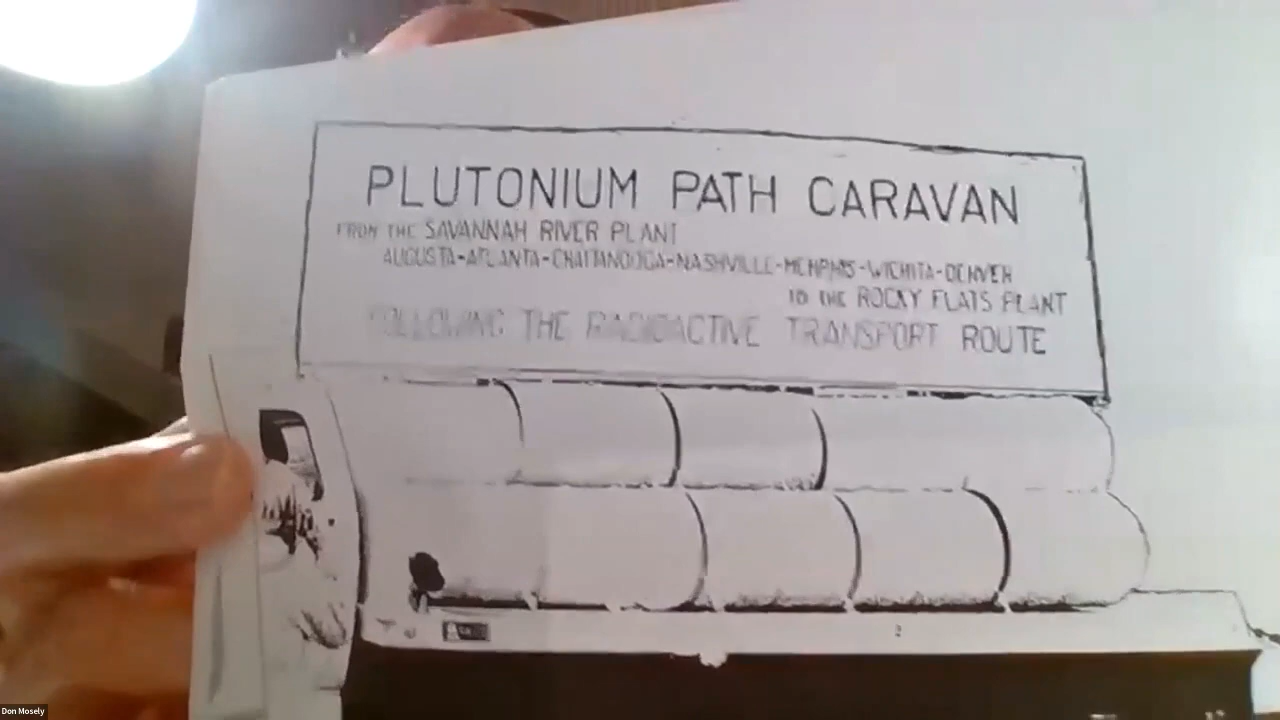 PLUTONIUM PATH CARAVAN
FROM THE SAVANNAH RIVER PLANT
AUGUSTA-ATLANTA-CHATTANOOGA-NASHVILLE-MEMPHIS-WICHITA-DENVER
TO THE ROCKY FLATS PLANT
FOLLOWING THE RADIOACTIVE TRANSPORT ROUTE
Don Mosely